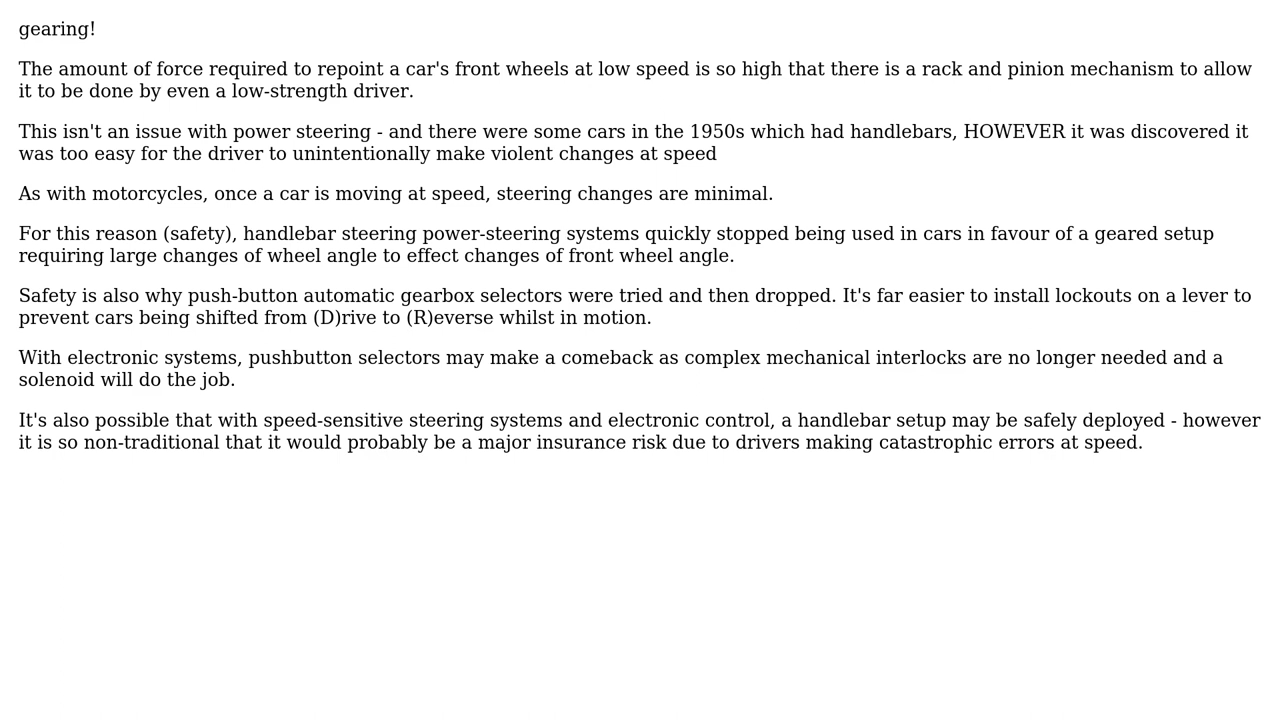 gearing!
The amount of force required to repoint a car's front wheels at low speed is so high that there is a rack and pinion mechanism to allow
it to be done by even a low-strength driver.
This isn't an issue with power steering - and there were some cars in the 1950s which had handlebars, HOWEVER it was discovered it
was too easy for the driver to unintentionally make violent changes at speed
As with motorcycles, once a car is moving at speed, steering changes are minimal.
For this reason (safety), handlebar steering power-steering systems quickly stopped being used in cars in favour of a geared setup
requiring large changes of wheel angle to effect changes of front wheel angle.
Safety is also why push-button automatic gearbox selectors were tried and then dropped. It's far easier to install lockouts on a lever to
prevent cars being shifted from (D)rive to (R)everse whilst in motion.
With electronic systems, pushbutton selectors may make a comeback as complex mechanical interlocks are no longer needed and a
solenoid will do the job.
It's also possible that with speed-sensitive steering systems and electronic control, a handlebar setup may be safely deployed - however
it is so non-traditional that it would probably be a major insurance risk due to drivers making catastrophic errors at speed.